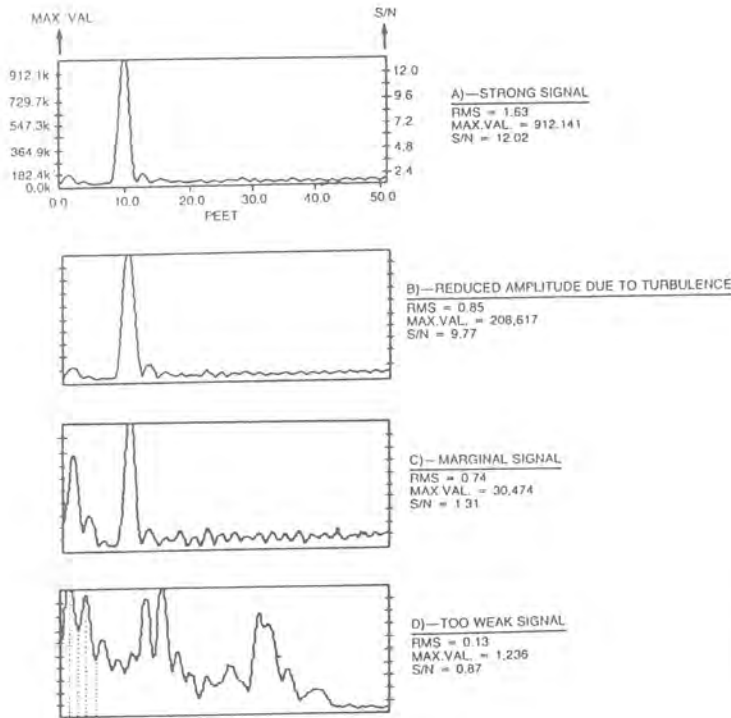 MAX VAL
S/N
912.1k
729.7k
547.3k
364.9k
182.4k
0.0k
12.0
9.6
7.2
4.8
2.4
0.0
10.0
20.0
30.0
40.0
50.0
PEET
A)—STRONG SIGNAL
RMS = 1.63
MAX.VAL. = 912.141
S/N = 12.02
B)—REDUCED AMPLITUDE DUE TO TURBULENCE
RMS = 0.85
MAX.VAL. = 208,617
S/N = 9.77
C)—MARGINAL SIGNAL
RMS = 0.74
MAX.VAL. = 30,474
S/N = 1.31
D)—TOO WEAK SIGNAL
RMS = 0.13
MAX.VAL. = 1,236
S/N = 0.87